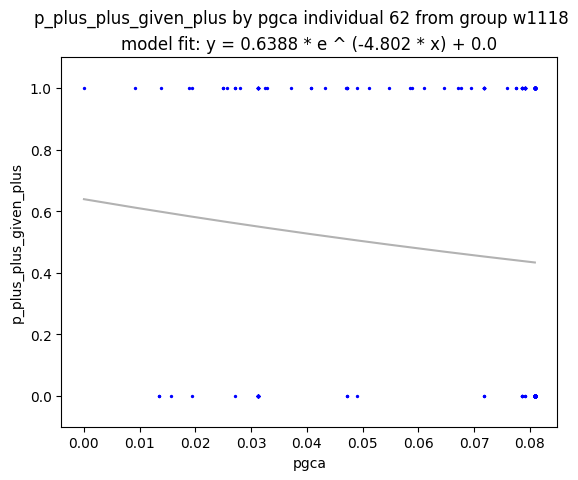 p_plus_plus_given_plus by pgca individual 62 from group w1118
model fit: y = 0.6388 * e ^ (-4.802 * x) + 0.0
1.0
0.8
0.6
0.4
0.2
0.0
p_plus_plus_given_plus
0.00 0.01 0.02 0.03 0.04 0.05 0.06 0.07 0.08
pgca